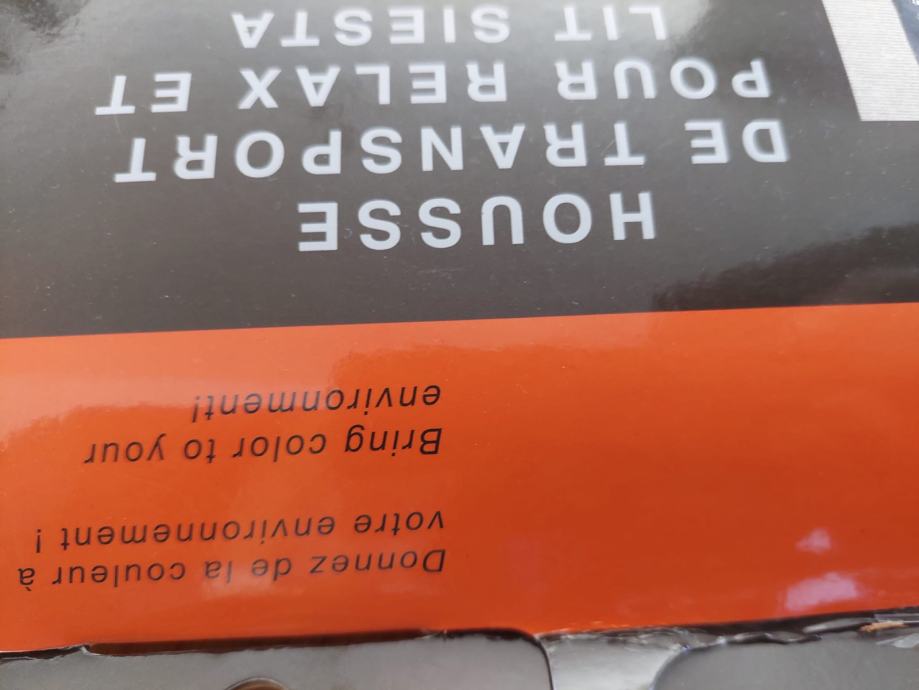 Donnez de la couleur à
votre environnement !
Bring color to your
environment!
HOUSSE
DE TRANSPORT
POUR RELAX ET
LIT SIESTA